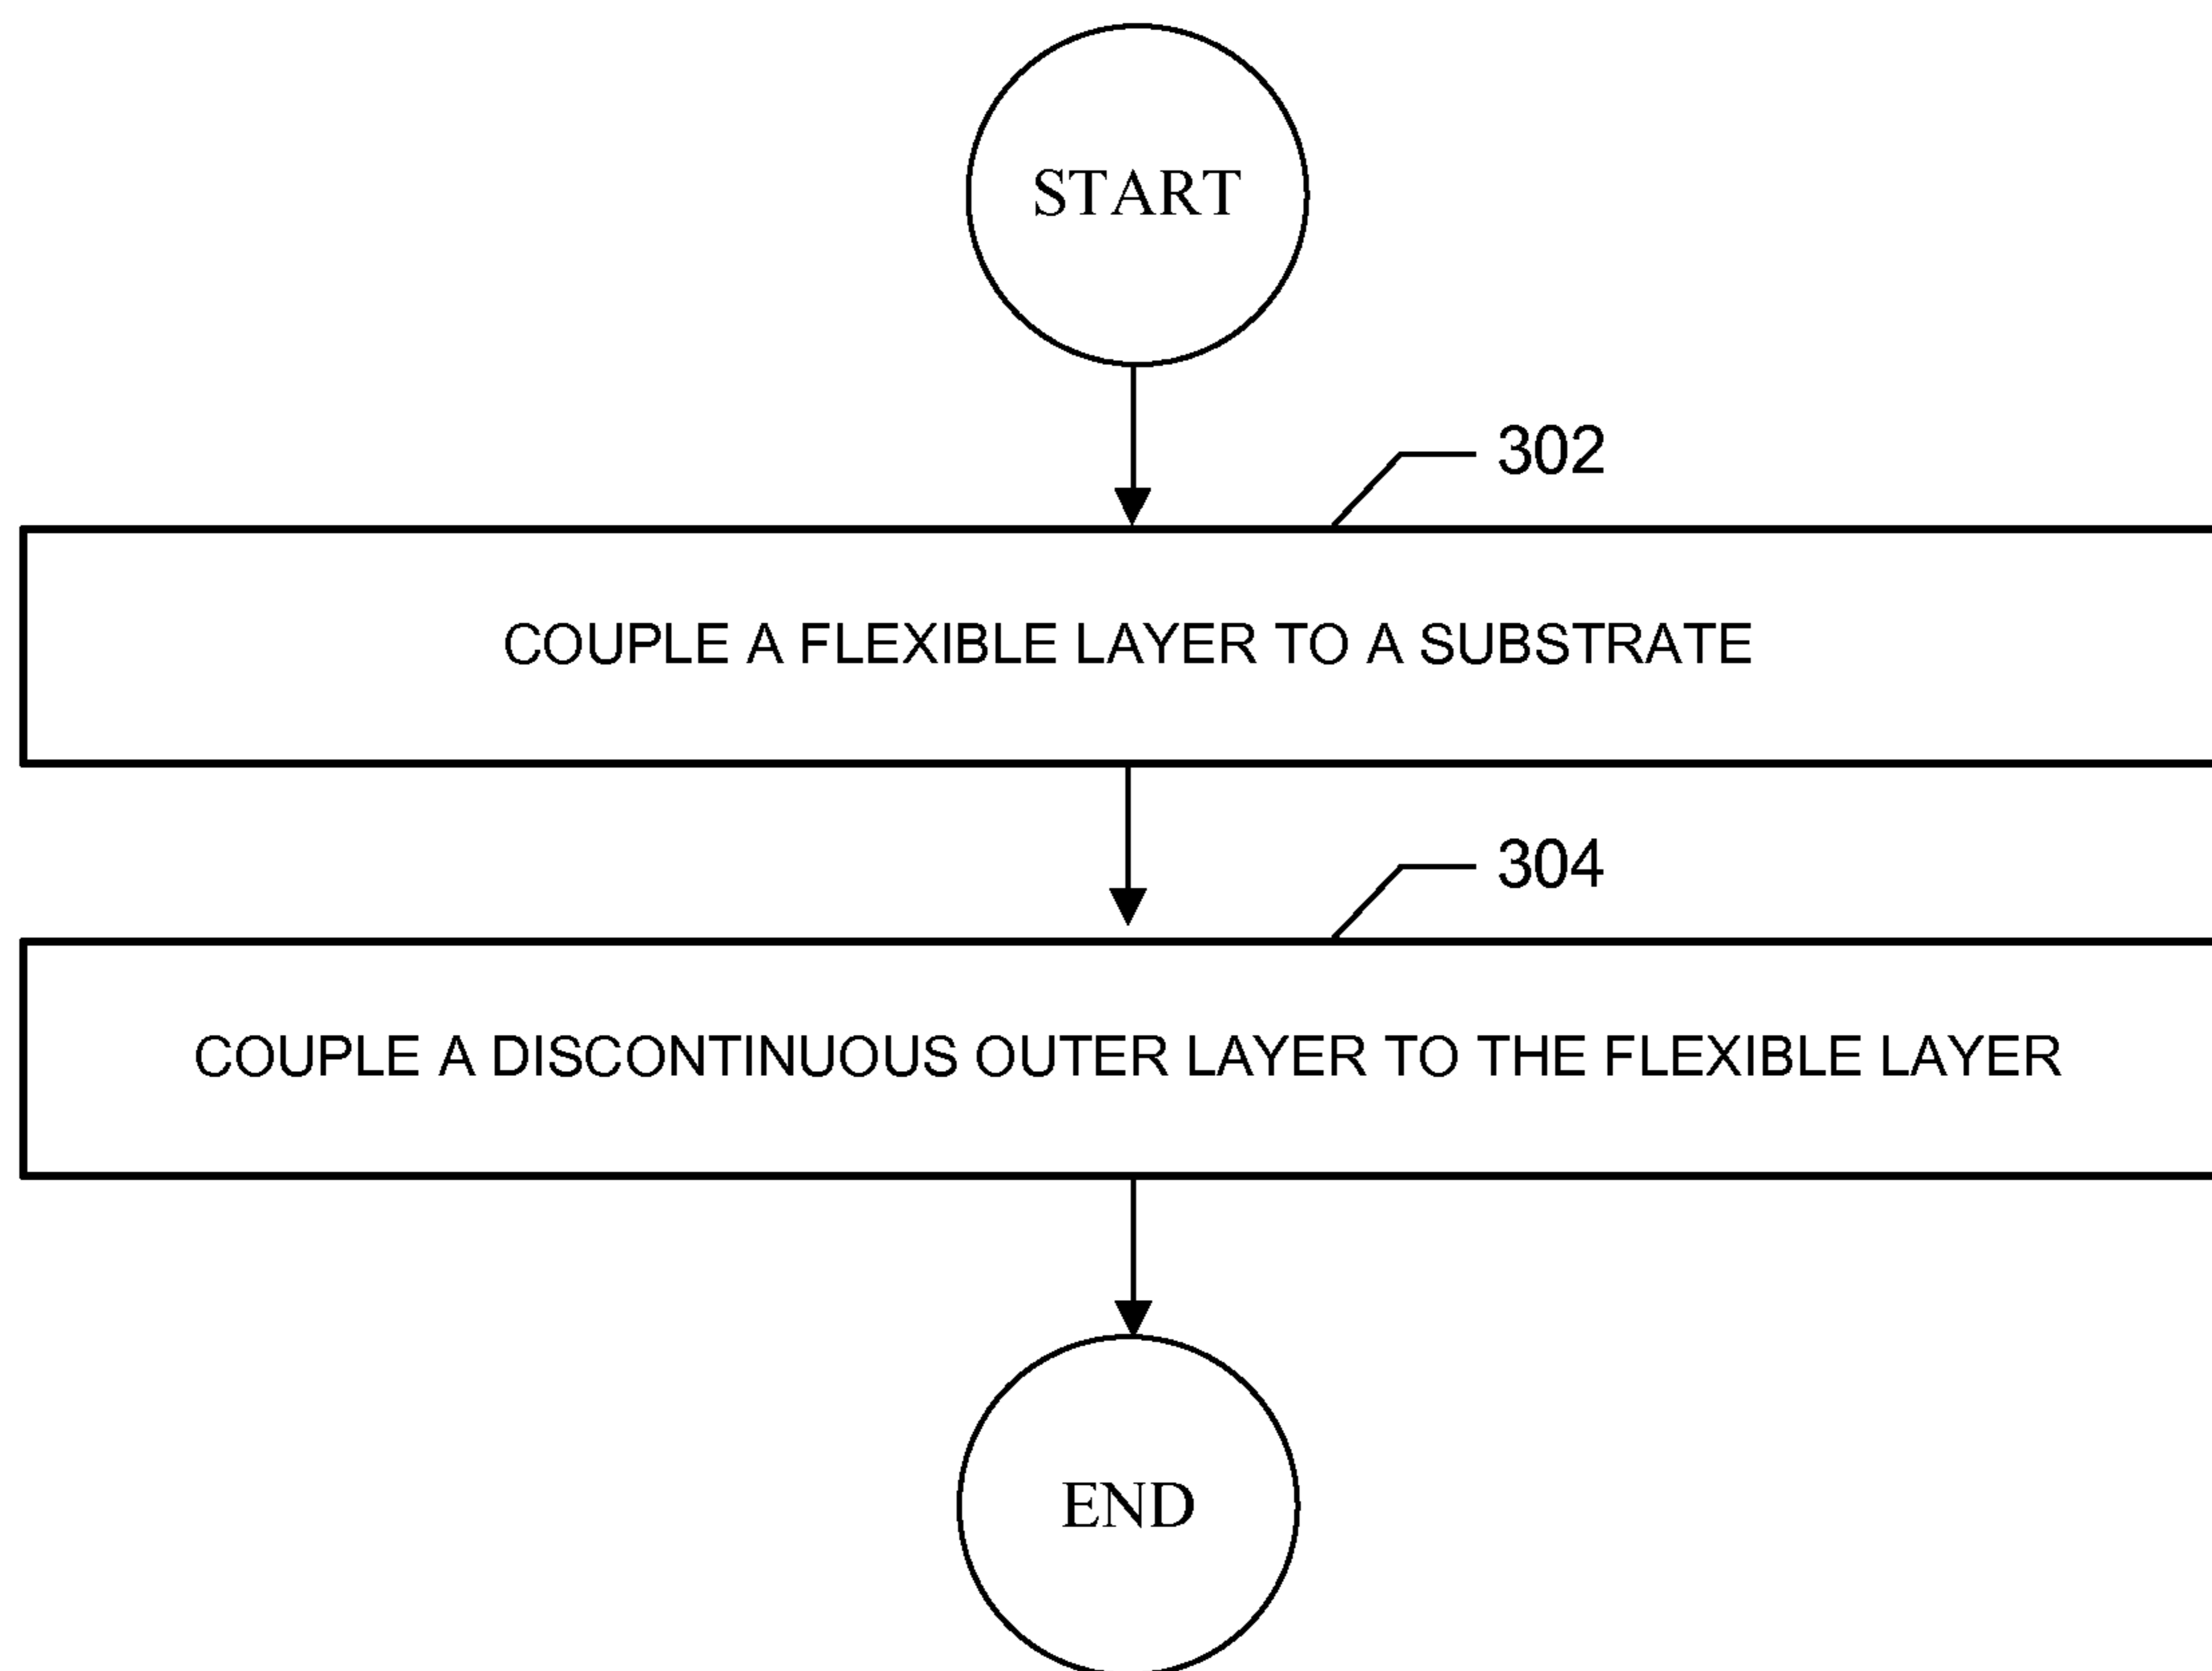 START
302
COUPLE A FLEXIBLE LAYER TO A SUBSTRATE
304
COUPLE A DISCONTINUOUS OUTER LAYER TO THE FLEXIBLE LAYER
END